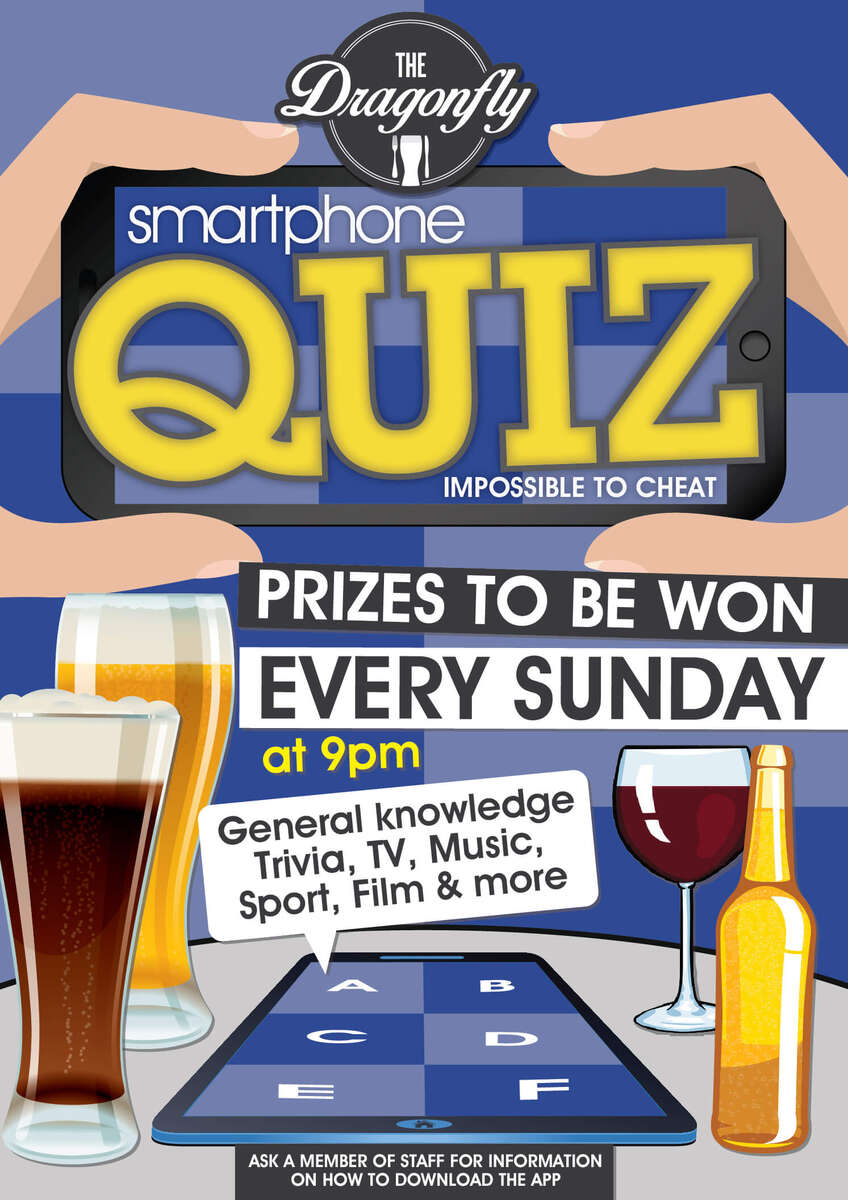 THE
Dragonfly
smartphone
QUIZ
IMPOSSIBLE TO CHEAT
PRIZES TO BE WON
EVERY SUNDAY
at 9pm
General knowledge
Trivia, TV, Music,
Sport, Film & more
A B
C D
E F
ASK A MEMBER OF STAFF FOR INFORMATION
ON HOW TO DOWNLOAD THE APP